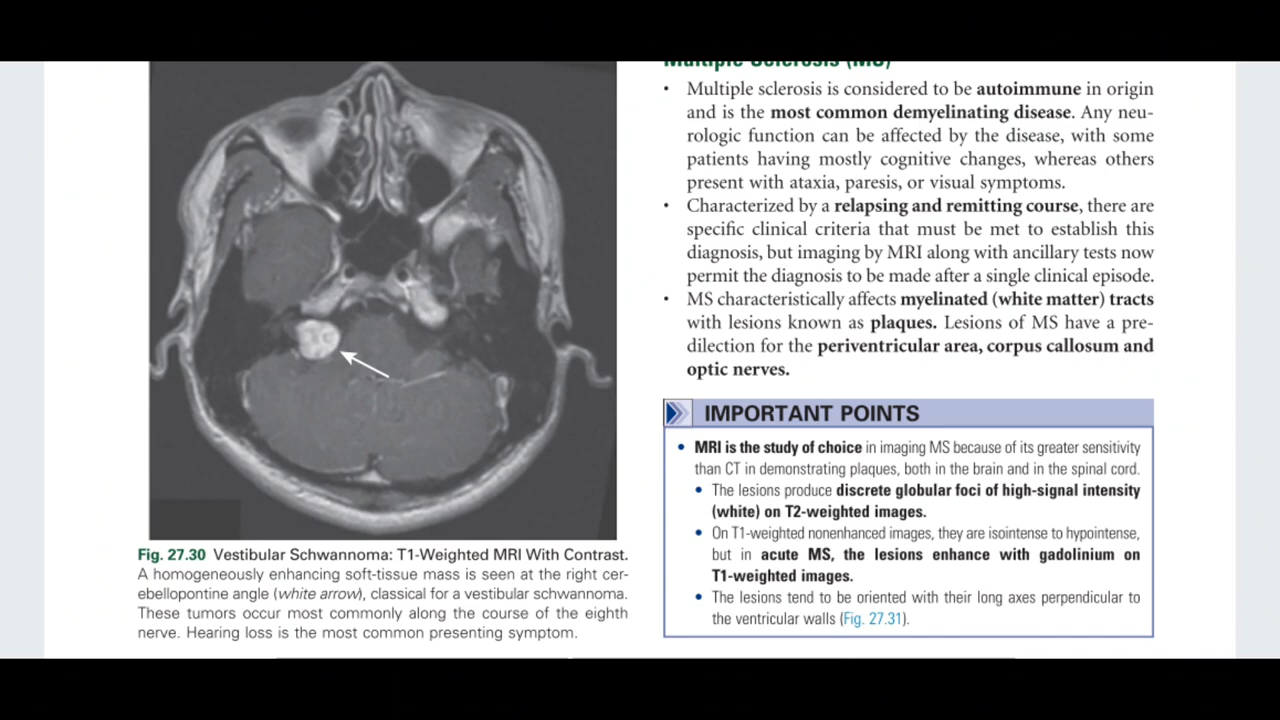 Multiple Sclerosis (MS)
• Multiple sclerosis is considered to be autoimmune in origin
and is the most common demyelinating disease. Any neu-
rologic function can be affected by the disease, with some
patients having mostly cognitive changes, whereas others
present with ataxia, paresis, or visual symptoms.
• Characterized by a relapsing and remitting course, there are
specific clinical criteria that must be met to establish this
diagnosis, but imaging by MRI along with ancillary tests now
permit the diagnosis to be made after a single clinical episode.
• MS characteristically affects myelinated (white matter) tracts
with lesions known as plaques. Lesions of MS have a pre-
dilection for the periventricular area, corpus callosum and
optic nerves.
IMPORTANT POINTS
• MRI is the study of choice in imaging MS because of its greater sensitivity
than CT in demonstrating plaques, both in the brain and in the spinal cord.
• The lesions produce discrete globular foci of high-signal intensity
(white) on T2-weighted images.
• On T1-weighted nonenhanced images, they are isointense to hypointense,
but in acute MS, the lesions enhance with gadolinium on
T1-weighted images.
• The lesions tend to be oriented with their long axes perpendicular to
the ventricular walls (Fig. 27.31).
Fig. 27.30 Vestibular Schwannoma: T1-Weighted MRI With Contrast.
A homogeneously enhancing soft-tissue mass is seen at the right cer-
ebellopontine angle (white arrow), classical for a vestibular schwannoma.
These tumors occur most commonly along the course of the eighth
nerve. Hearing loss is the most common presenting symptom.